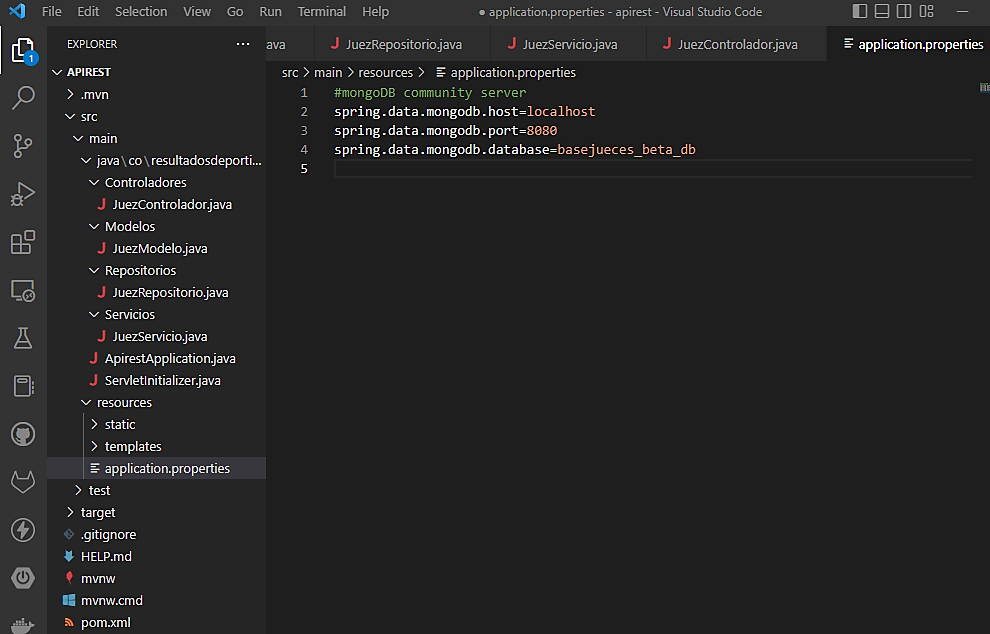 File Edit Selection View Go Run Terminal Help ● application.properties - apirest - Visual Studio Code
EXPLORER ···
ava JuezRepositorio.java JuezServicio.java JuezControlador.java application.properties
1
APIREST
.mvn
src
main
java\co\resultadosdeporti...
Controladores
JuezControlador.java
Modelos
JuezModelo.java
Repositorios
JuezRepositorio.java
Servicios
JuezServicio.java
ApirestApplication.java
ServletInitializer.java
resources
static
templates
application.properties
test
target
.gitignore
HELP.md
mvnw
mvnw.cmd
pom.xml
src > main > resources > application.properties
1 #mongoDB community server
2 spring.data.mongodb.host=localhost
3 spring.data.mongodb.port=8080
4 spring.data.mongodb.database=basejueces_beta_db
5